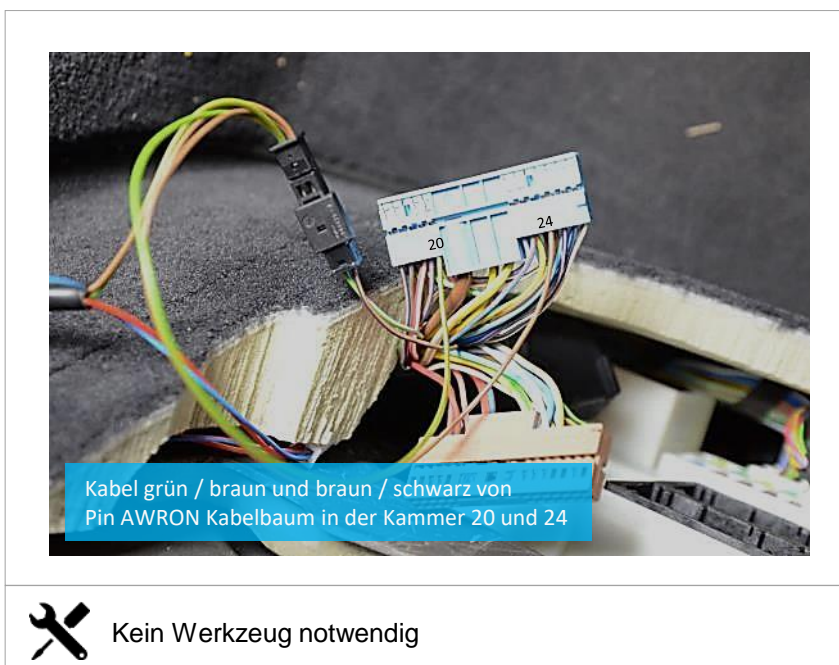 20
24
Kabel grün / braun und braun / schwarz von
Pin AWRON Kabelbaum in der Kammer 20 und 24
Kein Werkzeug notwendig